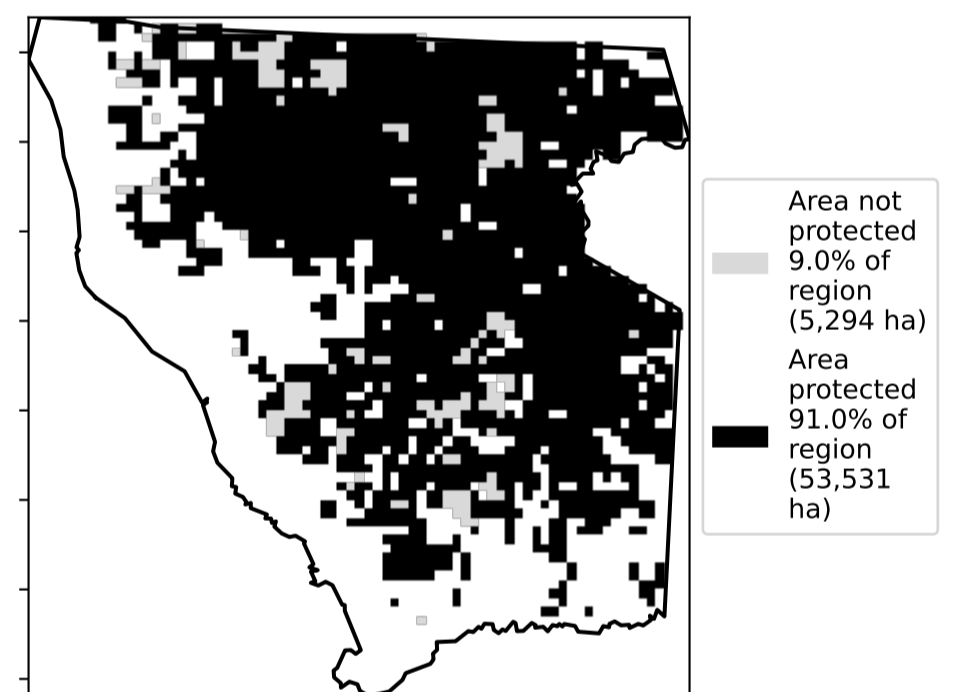 Area not
protected
9.0% of
region
(5,294 ha)
Area
protected
91.0% of
region
(53,531
ha)